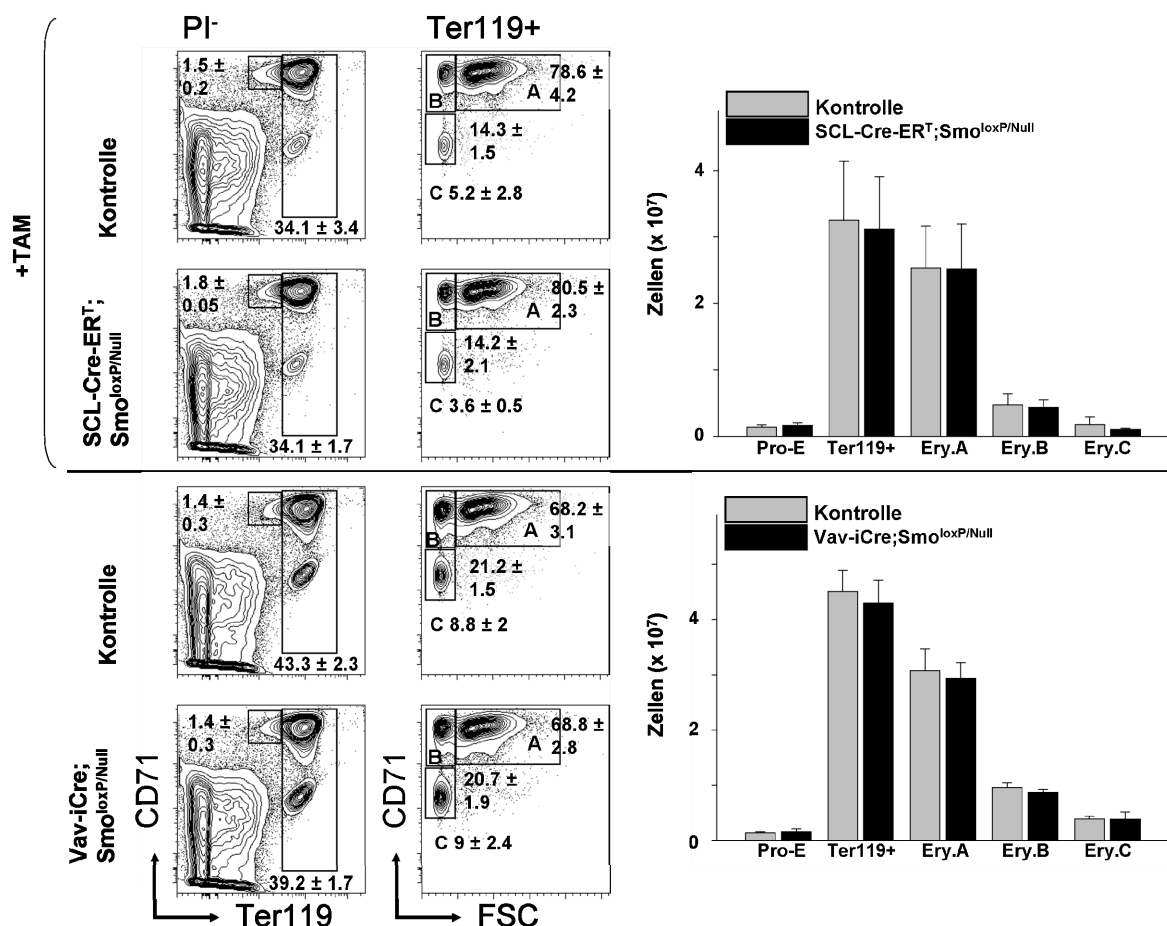 PI-
Ter119+
+TAM
Kontrolle
1.5 ±
0.2
34.1 ± 3.4
B
A
78.6 ±
4.2
14.3 ±
1.5
C 5.2 ± 2.8
SCL-Cre-ERT;
SmoloxP/Null
1.8 ±
0.05
34.1 ± 1.7
B
A
80.5 ±
2.3
14.2 ±
2.1
C 3.6 ± 0.5
Kontrolle
SCL-Cre-ERT;SmoloxP/Null
Zellen (x 10⁷)
4
2
0
Pro-E Ter119+ Ery.A Ery.B Ery.C
Kontrolle
1.4 ±
0.3
43.3 ± 2.3
B
A
68.2 ±
3.1
21.2 ±
1.5
C 8.8 ± 2
Vav-iCre;
SmoloxP/Null
1.4 ±
0.3
39.2 ± 1.7
B
A
68.8 ±
2.8
20.7 ±
1.9
C 9 ± 2.4
CD71
Ter119
CD71
FSC
Kontrolle
Vav-iCre;SmoloxP/Null
Zellen (x 10⁷)
4
2
0
Pro-E Ter119+ Ery.A Ery.B Ery.C